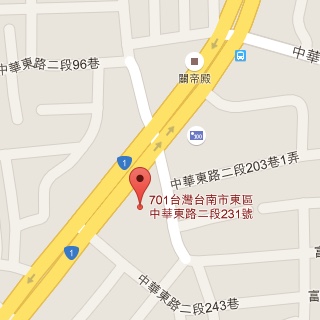 中華
中華東路二段96巷
關帝殿
100
1
中華東路二段203巷1弄
701台灣台南市東區
中華東路二段231號
1
中華東路二段243巷
富
富